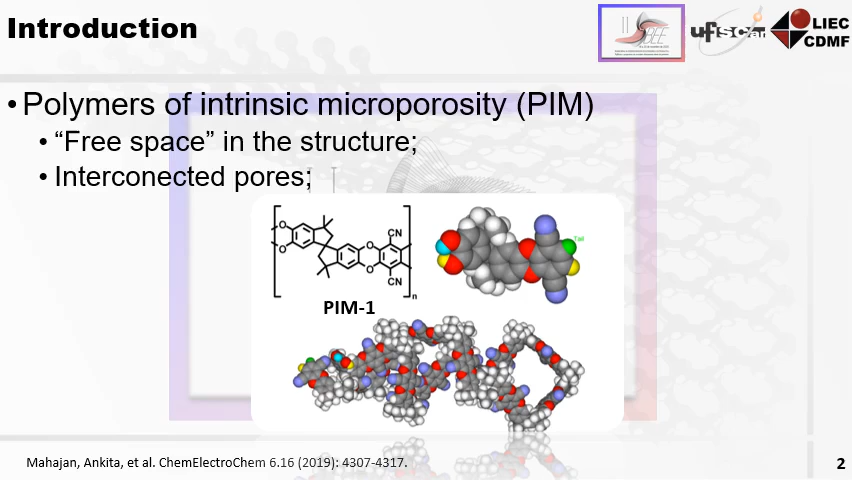 Introduction
LIEC
CDMF
• Polymers of intrinsic microporosity (PIM)
• “Free space” in the structure;
• Interconected pores;
O
O
O
O
CN
CN
n
PIM-1
Tail
Mahajan, Ankita, et al. ChemElectroChem 6.16 (2019): 4307-4317.
2